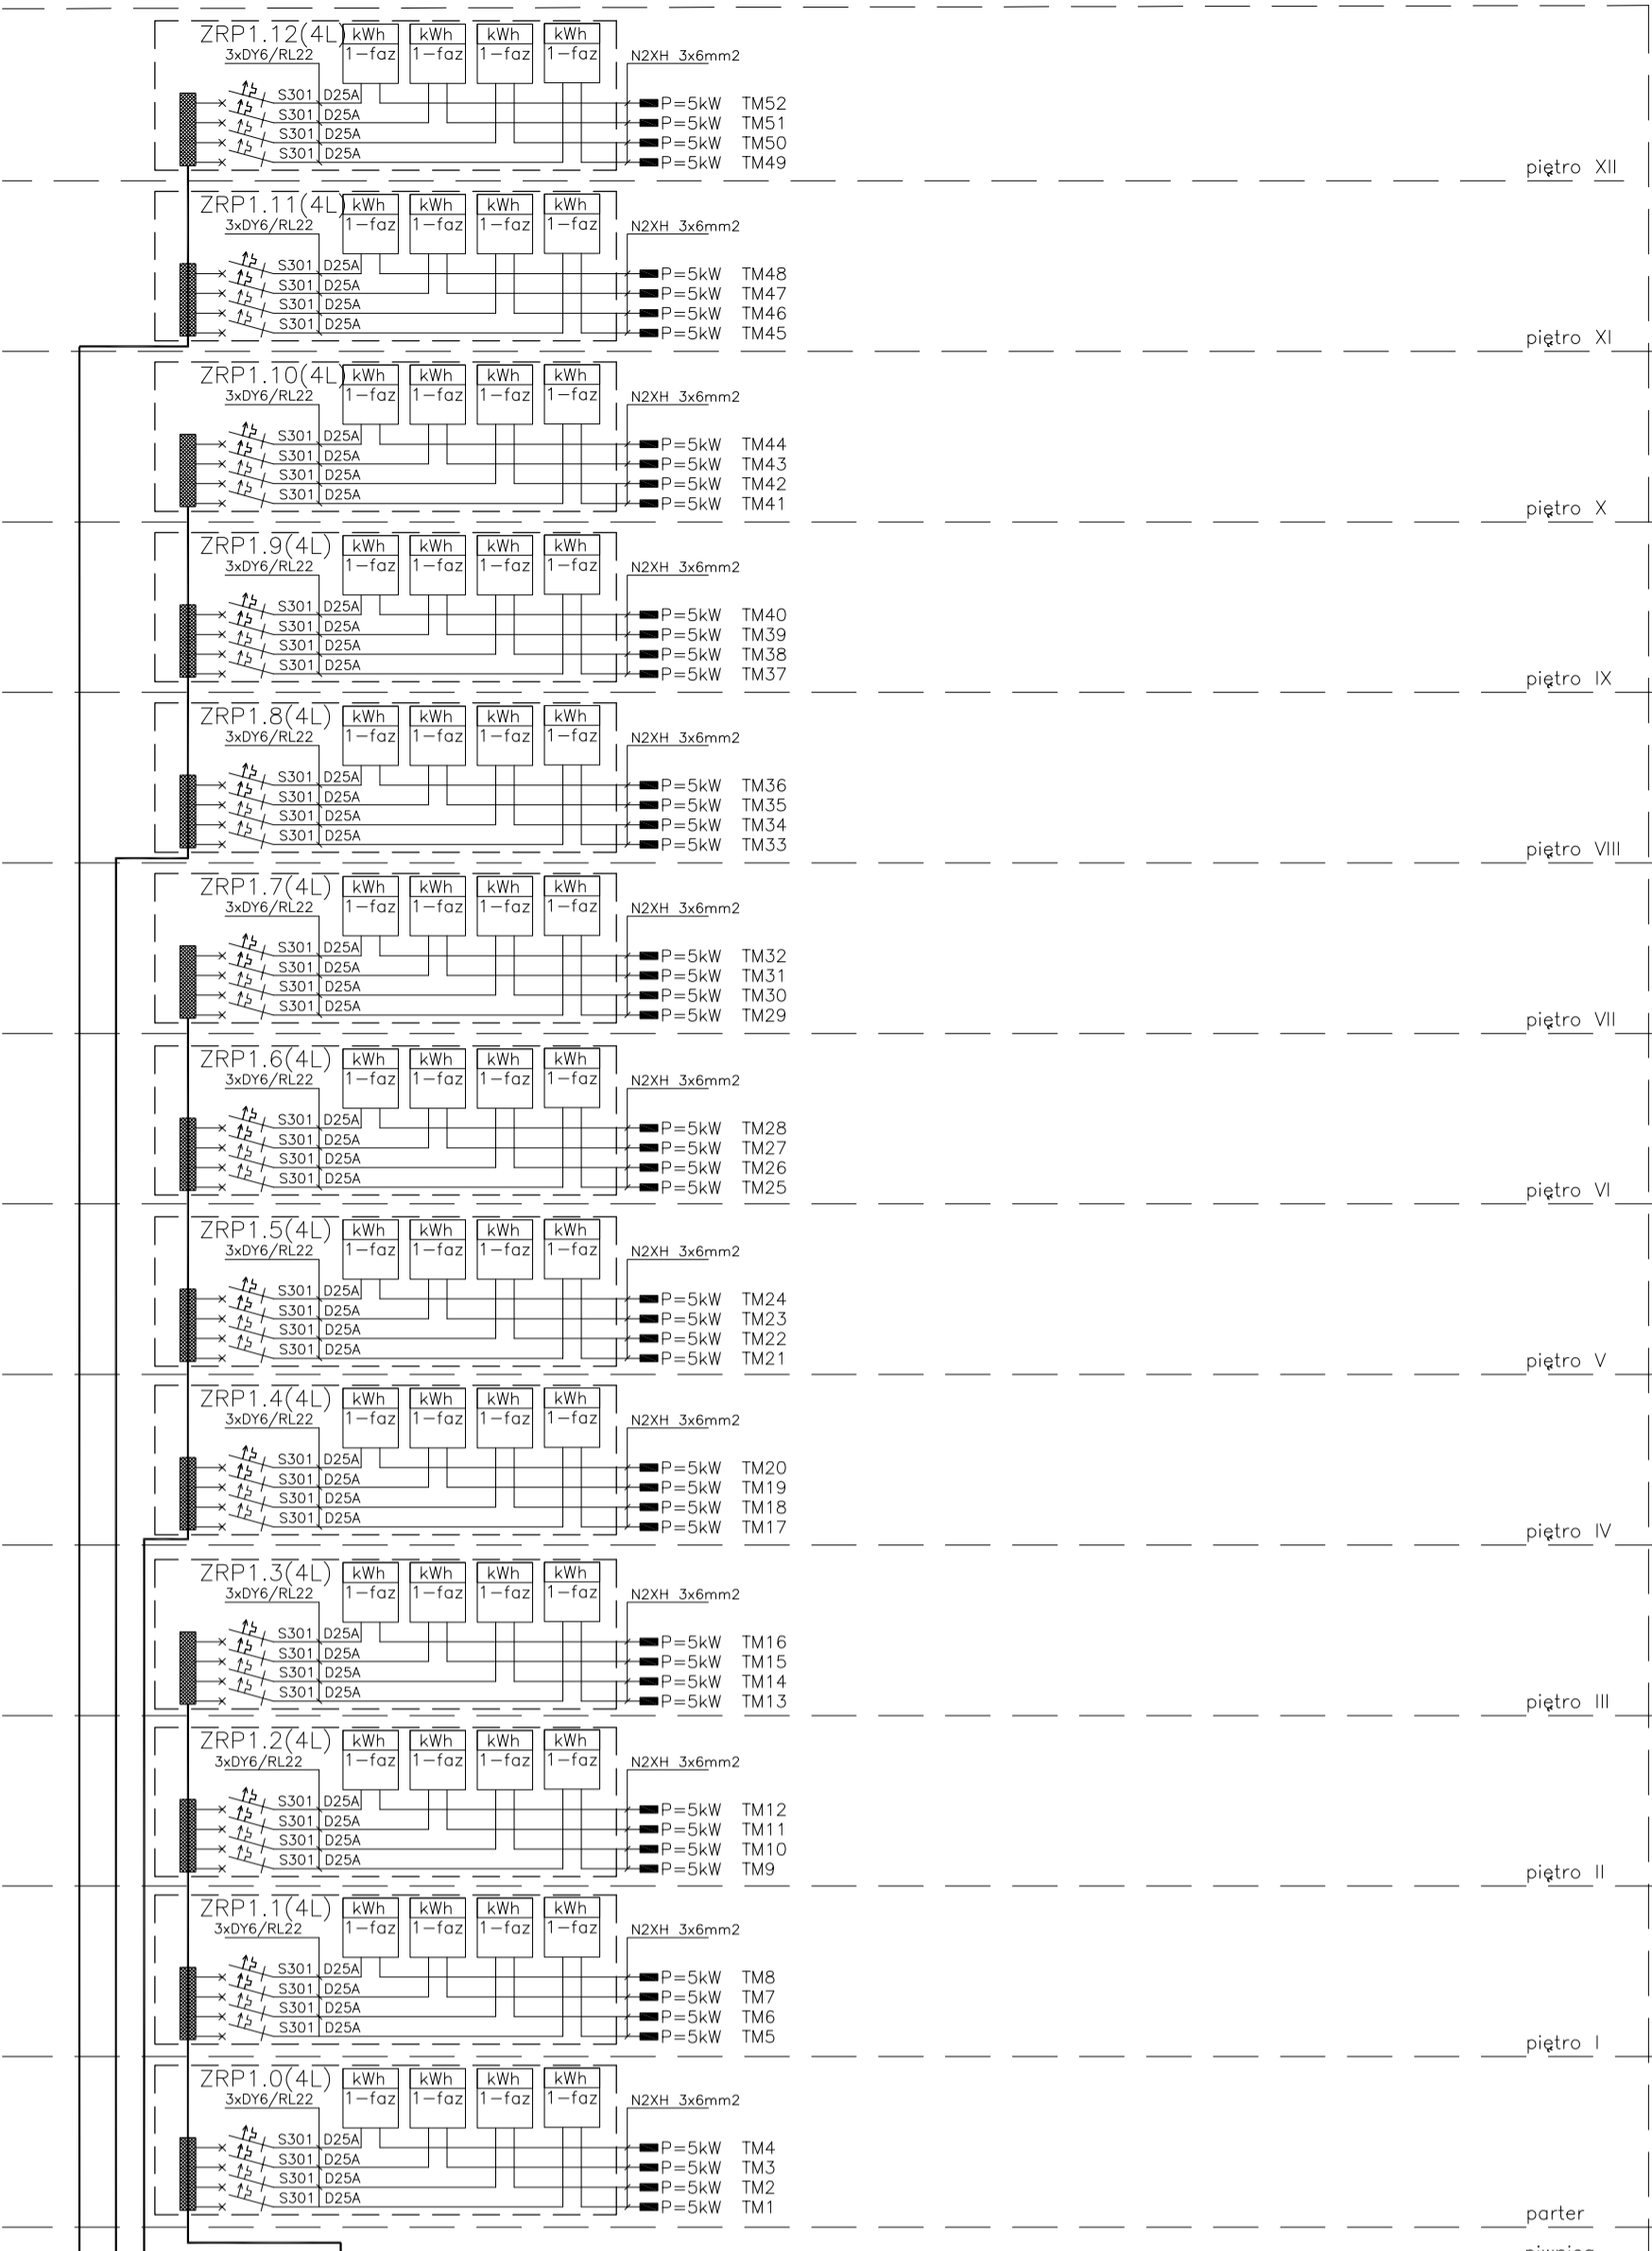 ZRP1.12(4L) kWh kWh kWh kWh
3xDY6/RL22 1-faz 1-faz 1-faz 1-faz N2XH 3x6mm2
S301 D25A P=5kW TM52
S301 D25A P=5kW TM51
S301 D25A P=5kW TM50
S301 D25A P=5kW TM49
piętro XII
ZRP1.11(4L) kWh kWh kWh kWh
3xDY6/RL22 1-faz 1-faz 1-faz 1-faz N2XH 3x6mm2
S301 D25A P=5kW TM48
S301 D25A P=5kW TM47
S301 D25A P=5kW TM46
S301 D25A P=5kW TM45
piętro XI
ZRP1.10(4L) kWh kWh kWh kWh
3xDY6/RL22 1-faz 1-faz 1-faz 1-faz N2XH 3x6mm2
S301 D25A P=5kW TM44
S301 D25A P=5kW TM43
S301 D25A P=5kW TM42
S301 D25A P=5kW TM41
piętro X
ZRP1.9(4L) kWh kWh kWh kWh
3xDY6/RL22 1-faz 1-faz 1-faz 1-faz N2XH 3x6mm2
S301 D25A P=5kW TM40
S301 D25A P=5kW TM39
S301 D25A P=5kW TM38
S301 D25A P=5kW TM37
piętro IX
ZRP1.8(4L) kWh kWh kWh kWh
3xDY6/RL22 1-faz 1-faz 1-faz 1-faz N2XH 3x6mm2
S301 D25A P=5kW TM36
S301 D25A P=5kW TM35
S301 D25A P=5kW TM34
S301 D25A P=5kW TM33
piętro VIII
ZRP1.7(4L) kWh kWh kWh kWh
3xDY6/RL22 1-faz 1-faz 1-faz 1-faz N2XH 3x6mm2
S301 D25A P=5kW TM32
S301 D25A P=5kW TM31
S301 D25A P=5kW TM30
S301 D25A P=5kW TM29
piętro VII
ZRP1.6(4L) kWh kWh kWh kWh
3xDY6/RL22 1-faz 1-faz 1-faz 1-faz N2XH 3x6mm2
S301 D25A P=5kW TM28
S301 D25A P=5kW TM27
S301 D25A P=5kW TM26
S301 D25A P=5kW TM25
piętro VI
ZRP1.5(4L) kWh kWh kWh kWh
3xDY6/RL22 1-faz 1-faz 1-faz 1-faz N2XH 3x6mm2
S301 D25A P=5kW TM24
S301 D25A P=5kW TM23
S301 D25A P=5kW TM22
S301 D25A P=5kW TM21
piętro V
ZRP1.4(4L) kWh kWh kWh kWh
3xDY6/RL22 1-faz 1-faz 1-faz 1-faz N2XH 3x6mm2
S301 D25A P=5kW TM20
S301 D25A P=5kW TM19
S301 D25A P=5kW TM18
S301 D25A P=5kW TM17
piętro IV
ZRP1.3(4L) kWh kWh kWh kWh
3xDY6/RL22 1-faz 1-faz 1-faz 1-faz N2XH 3x6mm2
S301 D25A P=5kW TM16
S301 D25A P=5kW TM15
S301 D25A P=5kW TM14
S301 D25A P=5kW TM13
piętro III
ZRP1.2(4L) kWh kWh kWh kWh
3xDY6/RL22 1-faz 1-faz 1-faz 1-faz N2XH 3x6mm2
S301 D25A P=5kW TM12
S301 D25A P=5kW TM11
S301 D25A P=5kW TM10
S301 D25A P=5kW TM9
piętro II
ZRP1.1(4L) kWh kWh kWh kWh
3xDY6/RL22 1-faz 1-faz 1-faz 1-faz N2XH 3x6mm2
S301 D25A P=5kW TM8
S301 D25A P=5kW TM7
S301 D25A P=5kW TM6
S301 D25A P=5kW TM5
piętro I
ZRP1.0(4L) kWh kWh kWh kWh
3xDY6/RL22 1-faz 1-faz 1-faz 1-faz N2XH 3x6mm2
S301 D25A P=5kW TM4
S301 D25A P=5kW TM3
S301 D25A P=5kW TM2
S301 D25A P=5kW TM1
parter